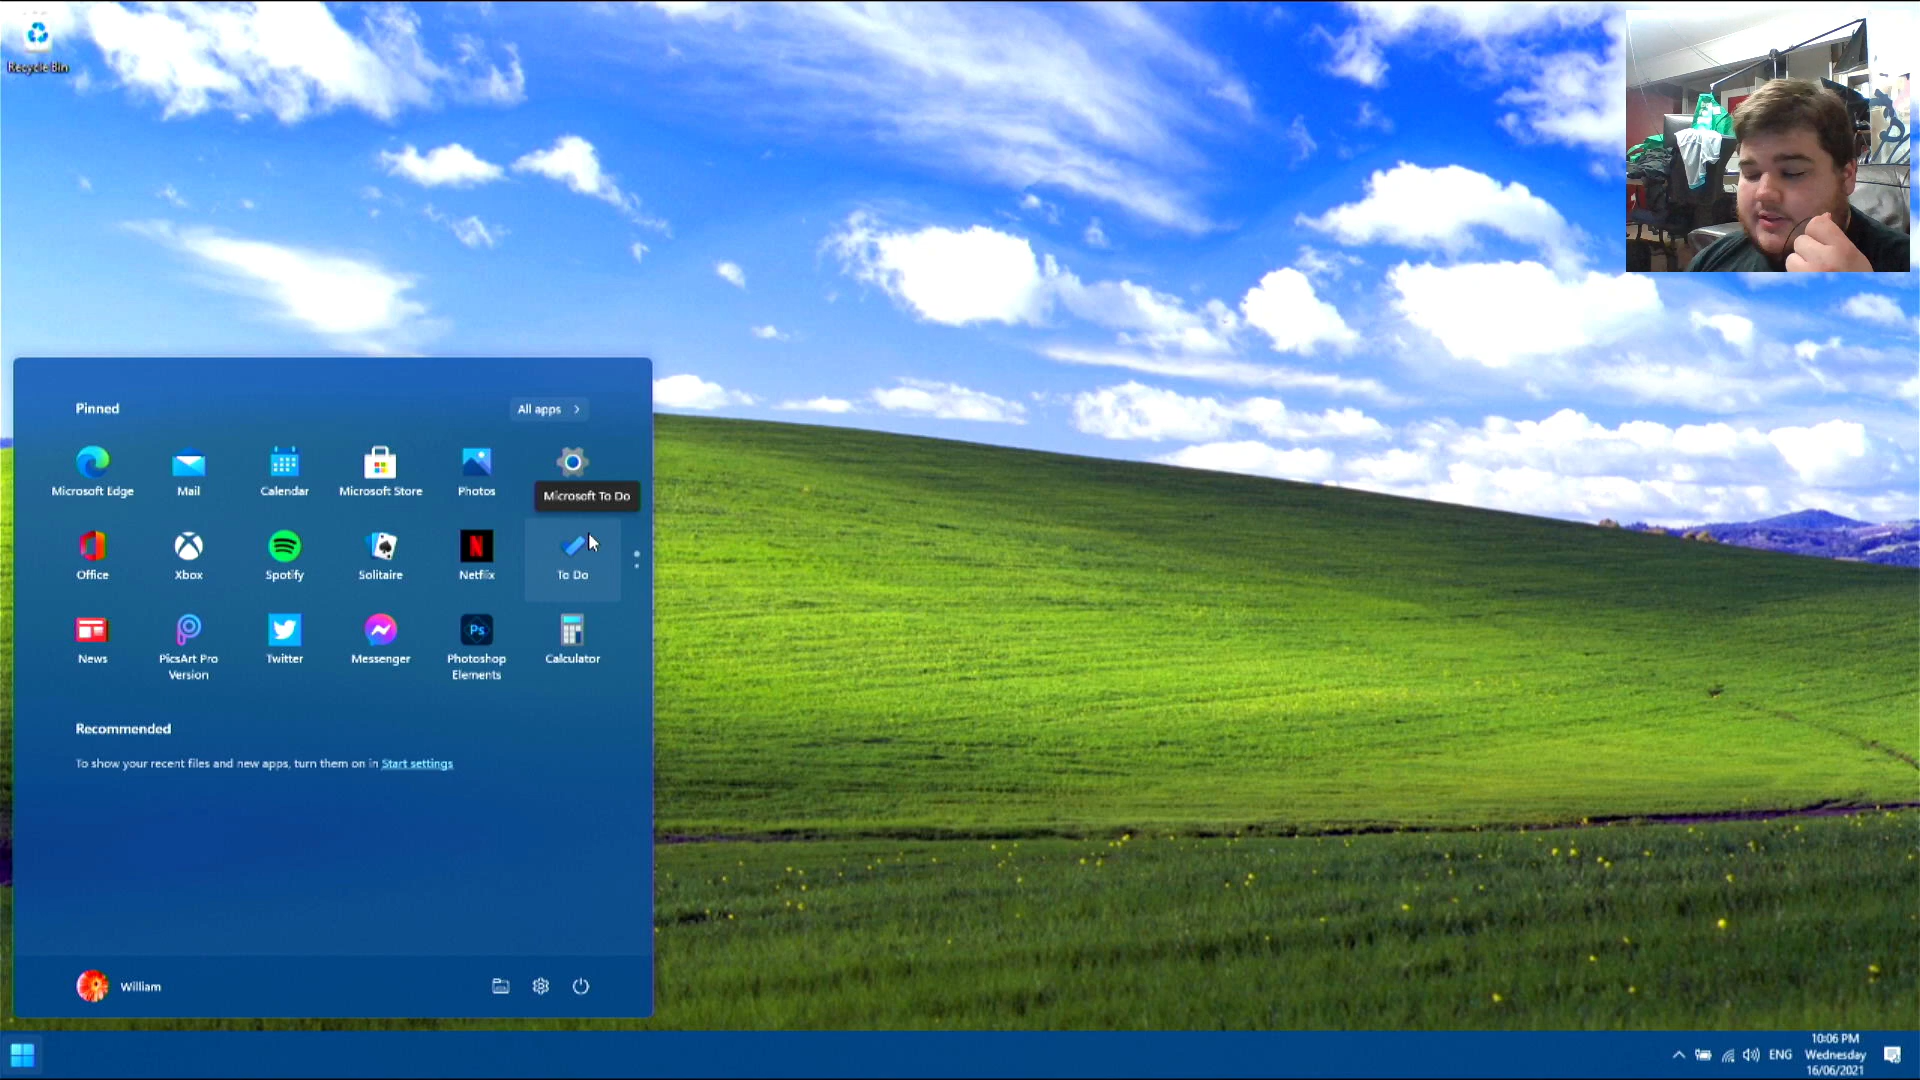 Recycle Bin
Pinned
All apps
Microsoft Edge
Mail
Calendar
Microsoft Store
Photos
Microsoft To Do
Office
Xbox
Spotify
Solitaire
Netflix
To Do
News
PicsArt Pro
Version
Twitter
Messenger
Ps
Photoshop
Elements
Calculator
Recommended
To show your recent files and new apps, turn them on in Start settings
William
ENG
10:06 PM
Wednesday
16/06/2021